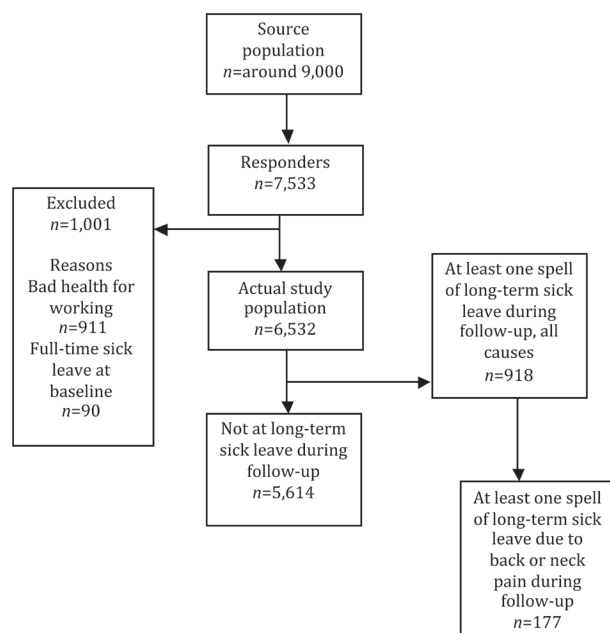 Source
population
n=around 9,000
Responders
n=7,533
Excluded
n=1,001
Reasons
Bad health for
working
n=911
Full-time sick
leave at
baseline
n=90
Actual study
population
n=6,532
At least one spell
of long-term sick
leave during
follow-up, all
causes
n=918
Not at long-term
sick leave during
follow-up
n=5,614
At least one spell
of long-term sick
leave due to
back or neck
pain during
follow-up
n=177